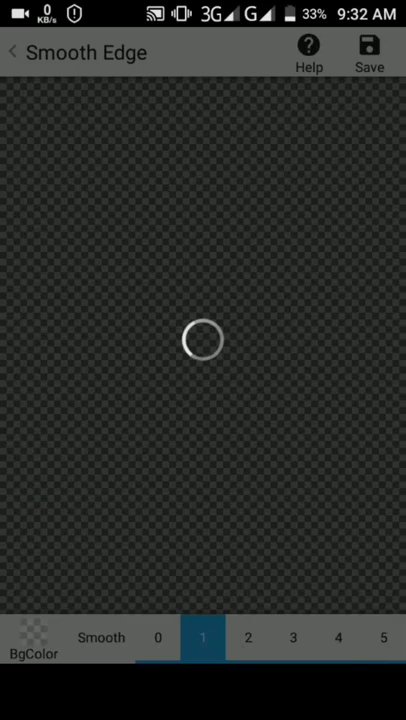 0
KB/s
3G G 33% 9:32 AM
Smooth Edge
Help
Save
BgColor
Smooth 0 1 2 3 4 5